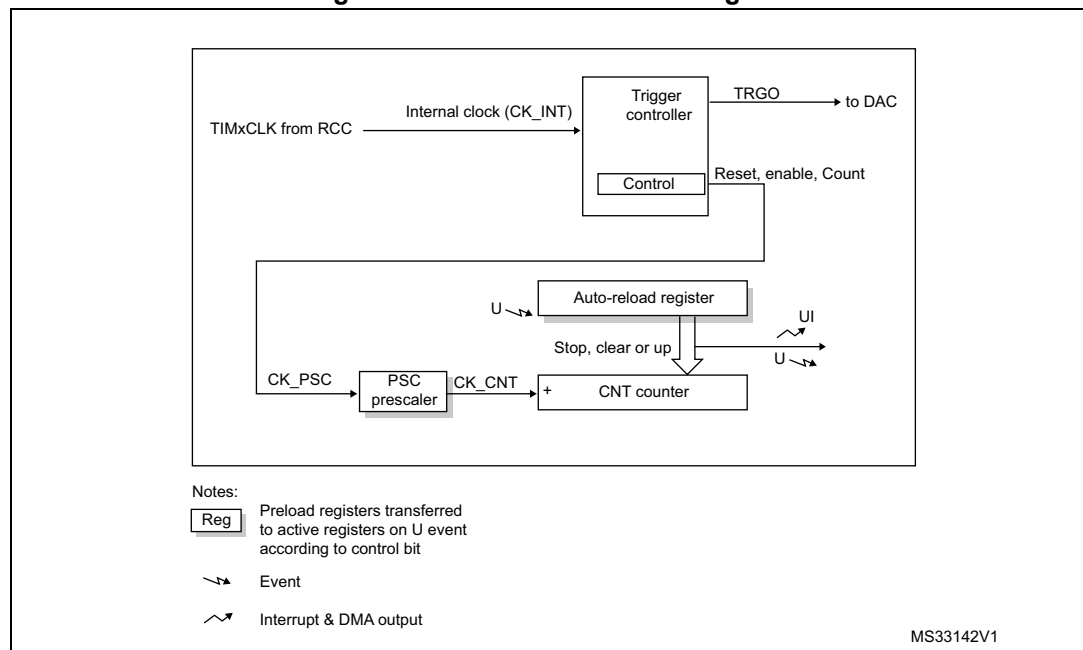 Trigger
controller
TRGO
to DAC
Internal clock (CK_INT)
TIMxCLK from RCC
Control
Reset, enable, Count
Auto-reload register
U
UI
Stop, clear or up
U
CK_PSC
PSC
prescaler
CK_CNT
+
CNT counter
Notes:
Reg
Preload registers transferred
to active registers on U event
according to control bit
Event
Interrupt & DMA output
MS33142V1